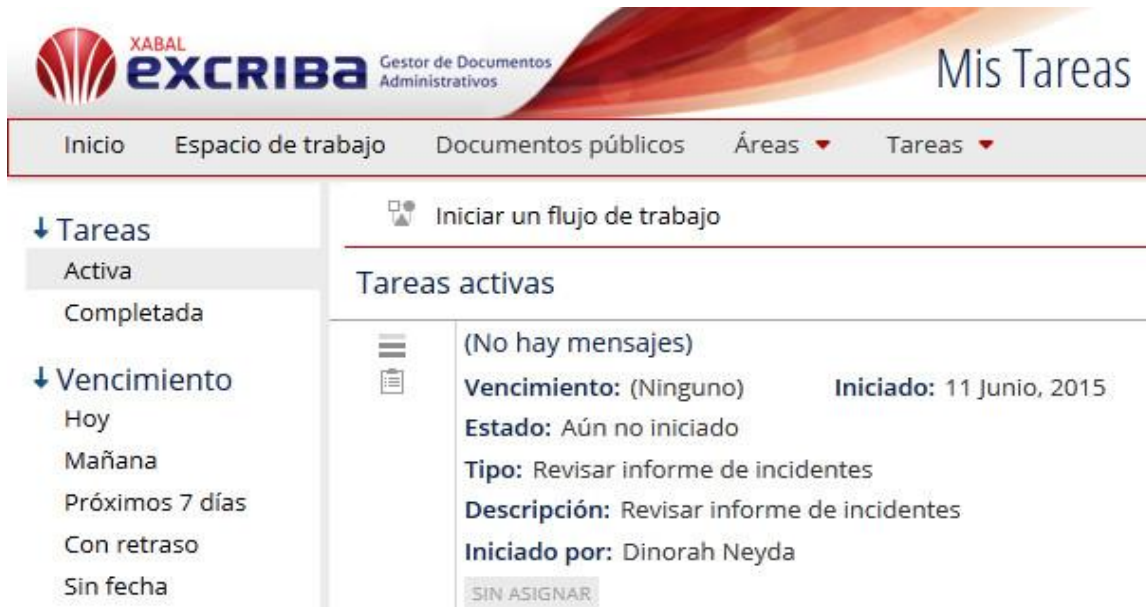 XABAL
excriba Gestor de Documentos
Administrativos
Mis Tareas
Inicio Espacio de trabajo Documentos públicos Áreas Tareas
Tareas
Activa
Completada
Vencimiento
Hoy
Mañana
Próximos 7 días
Con retraso
Sin fecha
Iniciar un flujo de trabajo
Tareas activas
(No hay mensajes)
Vencimiento: (Ninguno) Iniciado: 11 Junio, 2015
Estado: Aún no iniciado
Tipo: Revisar informe de incidentes
Descripción: Revisar informe de incidentes
Iniciado por: Dinorah Neyda
SIN ASIGNAR